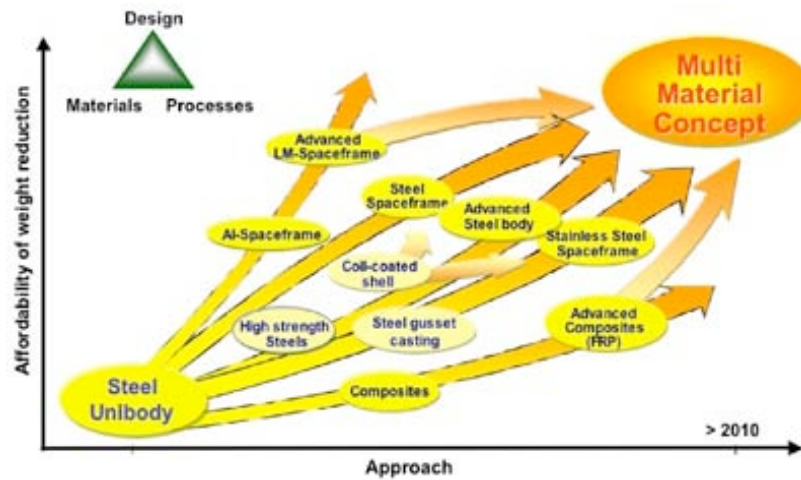 Design
Materials Processes
Affordability of weight reduction
Multi
Material
Concept
Advanced
LM-Spaceframe
Steel
Spaceframe
Advanced
Steel body
Al-Spaceframe
Stainless Steel
Spaceframe
Coil-coated
shell
High strength
Steels
Steel gusset
casting
Advanced
Composites
(FRP)
Steel
Unibody
Composites
> 2010
Approach